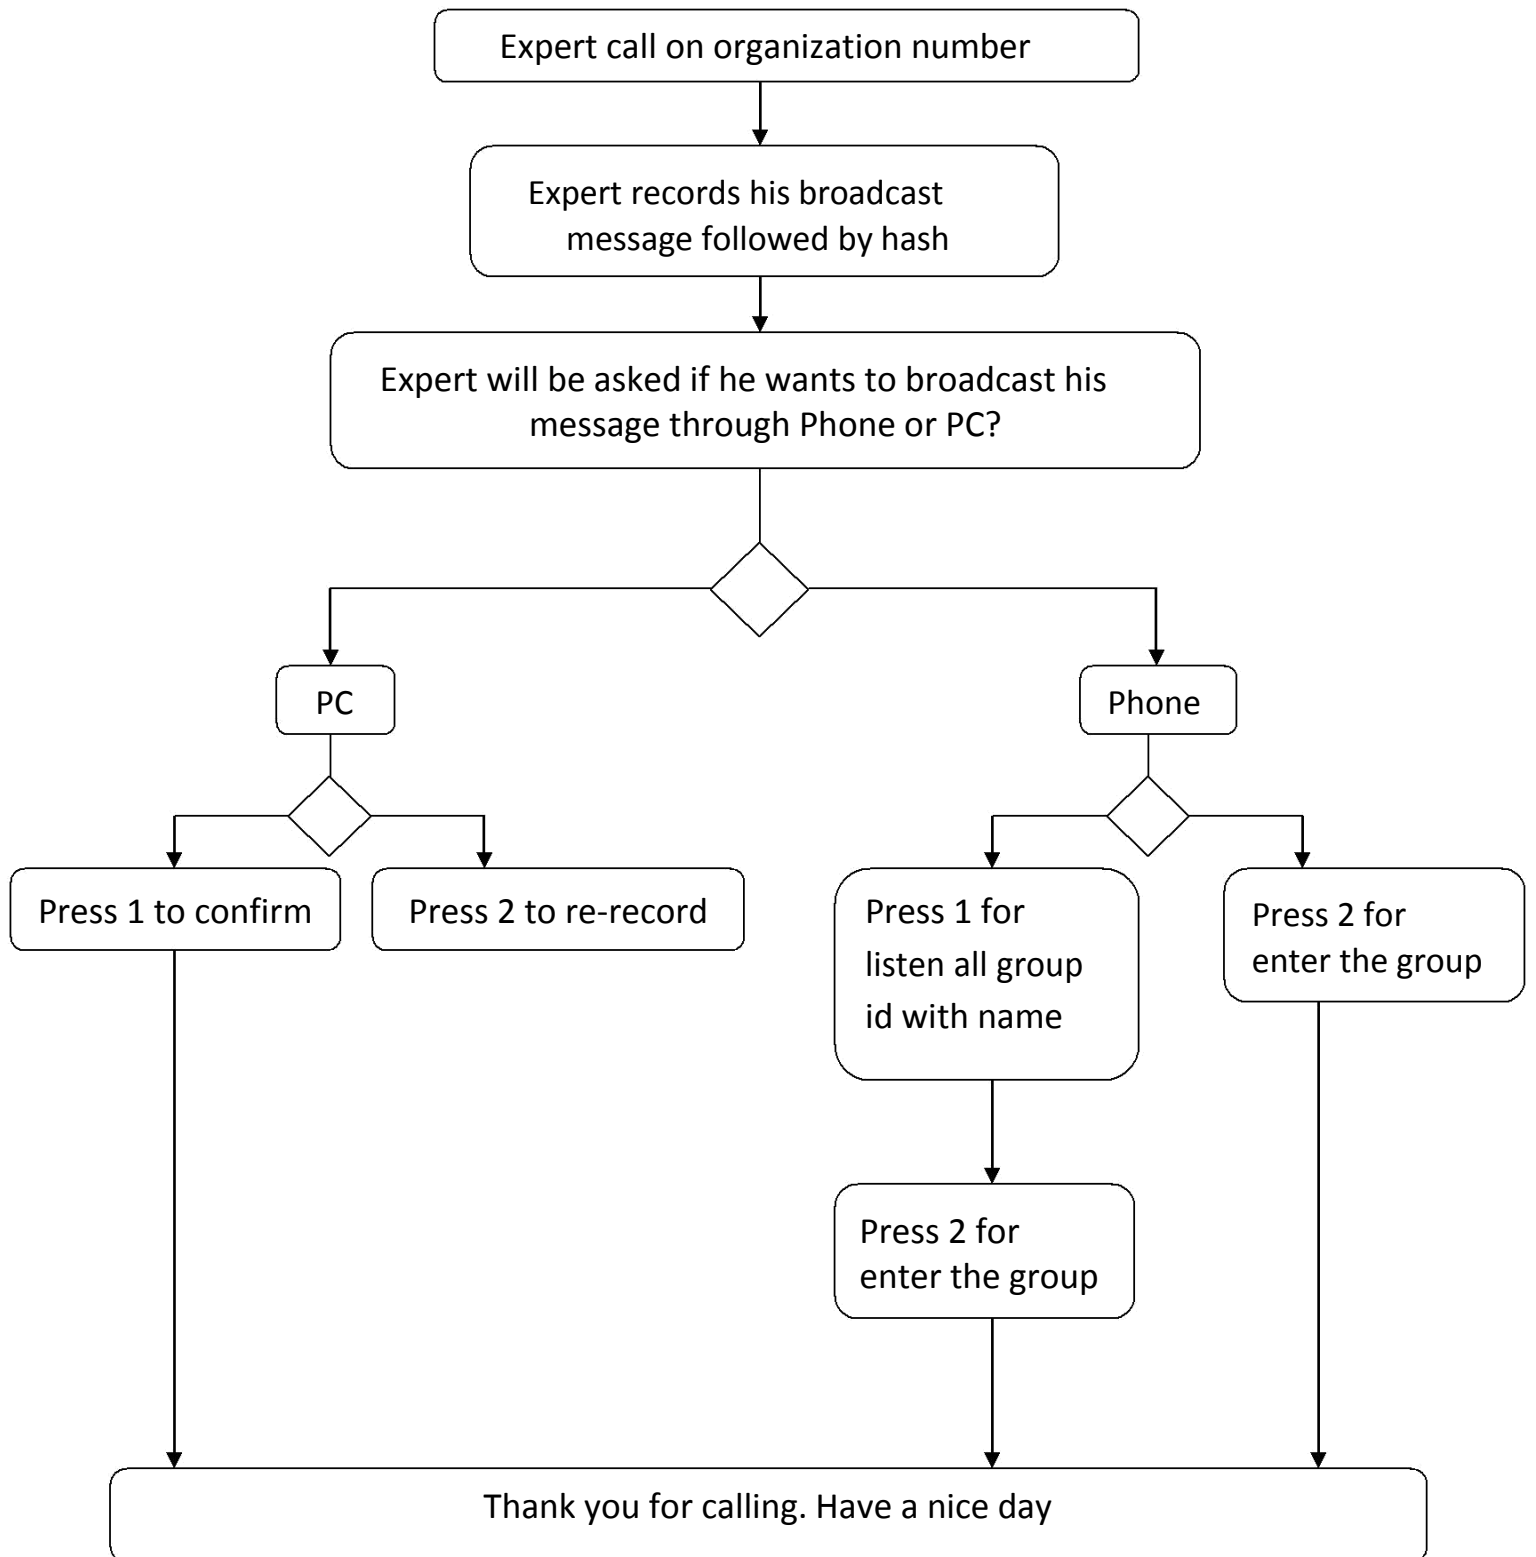 Expert call on organization number
Expert records his broadcast
message followed by hash
Expert will be asked if he wants to broadcast his
message through Phone or PC?
PC
Phone
Press 1 to confirm
Press 2 to re-record
Press 1 for
listen all group
id with name
Press 2 for
enter the group
Press 2 for
enter the group
Thank you for calling. Have a nice day